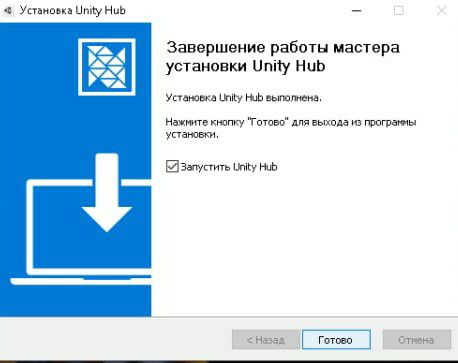 Установка Unity Hub
Завершение работы мастера
установки Unity Hub
Установка Unity Hub выполнена.
Нажмите кнопку "Готово" для выхода из программы
установки.
Запустить Unity Hub
< Назад
Готово
Отмена